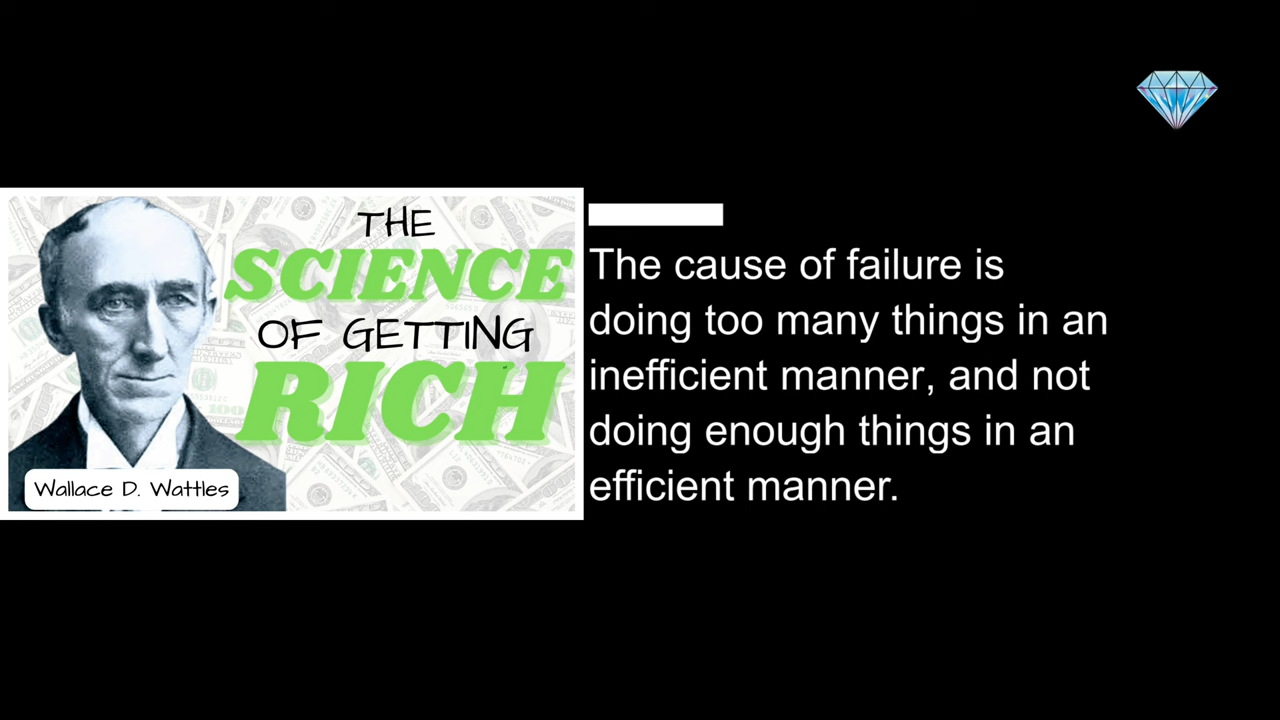 THE
SCIENCE
OF GETTING
RICH
Wallace D. Wattles
The cause of failure is
doing too many things in an
inefficient manner, and not
doing enough things in an
efficient manner.